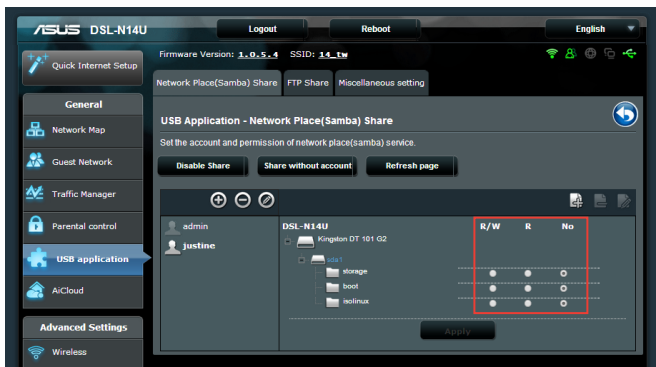 ASUS DSL-N14U Logout Reboot English
Quick Internet Setup
Firmware Version: 1.0.5.4 SSID: 14_tw
Network Place(Samba) Share FTP Share Miscellaneous setting
General
Network Map
Guest Network
Traffic Manager
Parental control
USB application
AiCloud
Advanced Settings
Wireless
USB Application - Network Place(Samba) Share
Set the account and permission of network place(samba) service.
Disable Share Share without account Refresh page
admin
justine
DSL-N14U R/W R No
Kingston DT 101 G2
sda1
storage
boot
isolinux
Apply